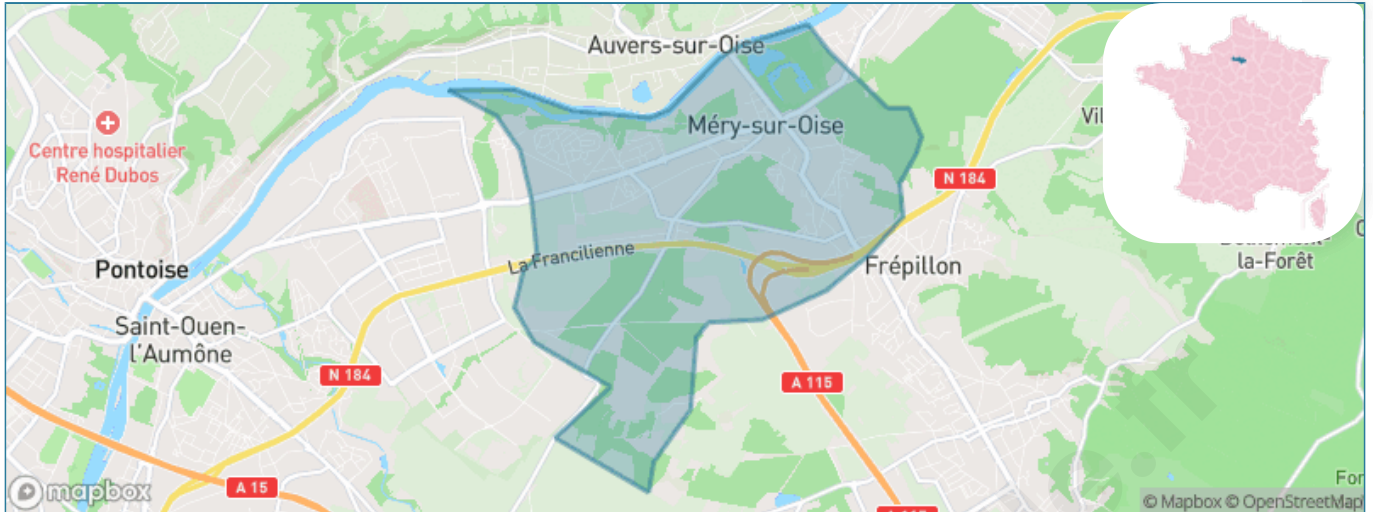 Auvers-sur-Oise
Méry-sur-Oise
Centre hospitalier
René Dubos
N 184
La Francilienne
Pontoise
Frépillon
la-Forêt
Saint-Ouen-
l'Aumône
N 184
A 115
A 15
mapbox
© Mapbox © OpenStreetMap